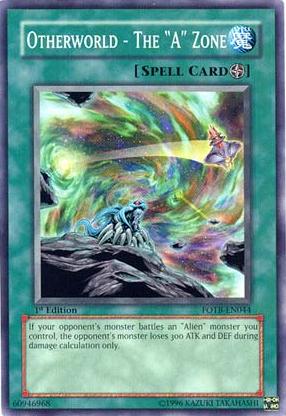 OTHERWORLD - THE "A" ZONE
魔
[SPELL CARD]
1st Edition
FOTB-EN044
If your opponent's monster battles an "Alien" monster you
control, the opponent's monster loses 300 ATK and DEF during
damage calculation only.
60946968
©1996 KAZUKI TAKAHASHI